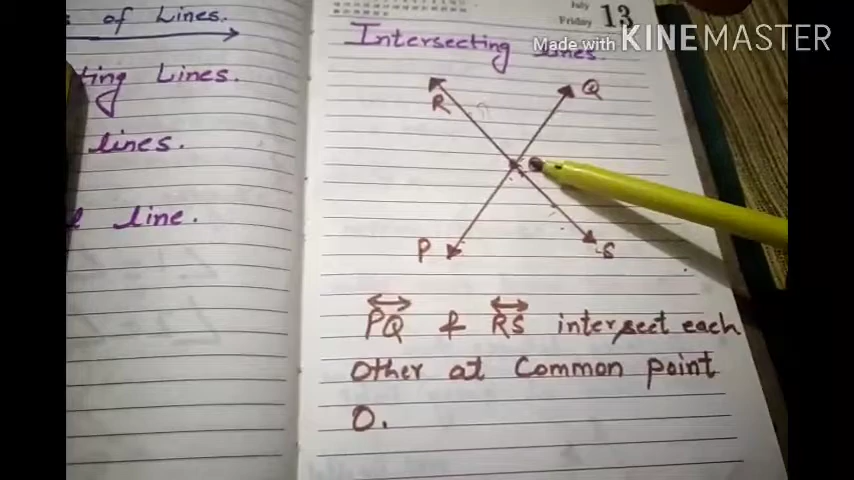 of Lines.
ting Lines.
lines.
line.
July
Friday 13
Intersecting Lines.
Made with KINEMASTER
R
Q
P
S
PQ & RS intersect each
other at Common point
O.